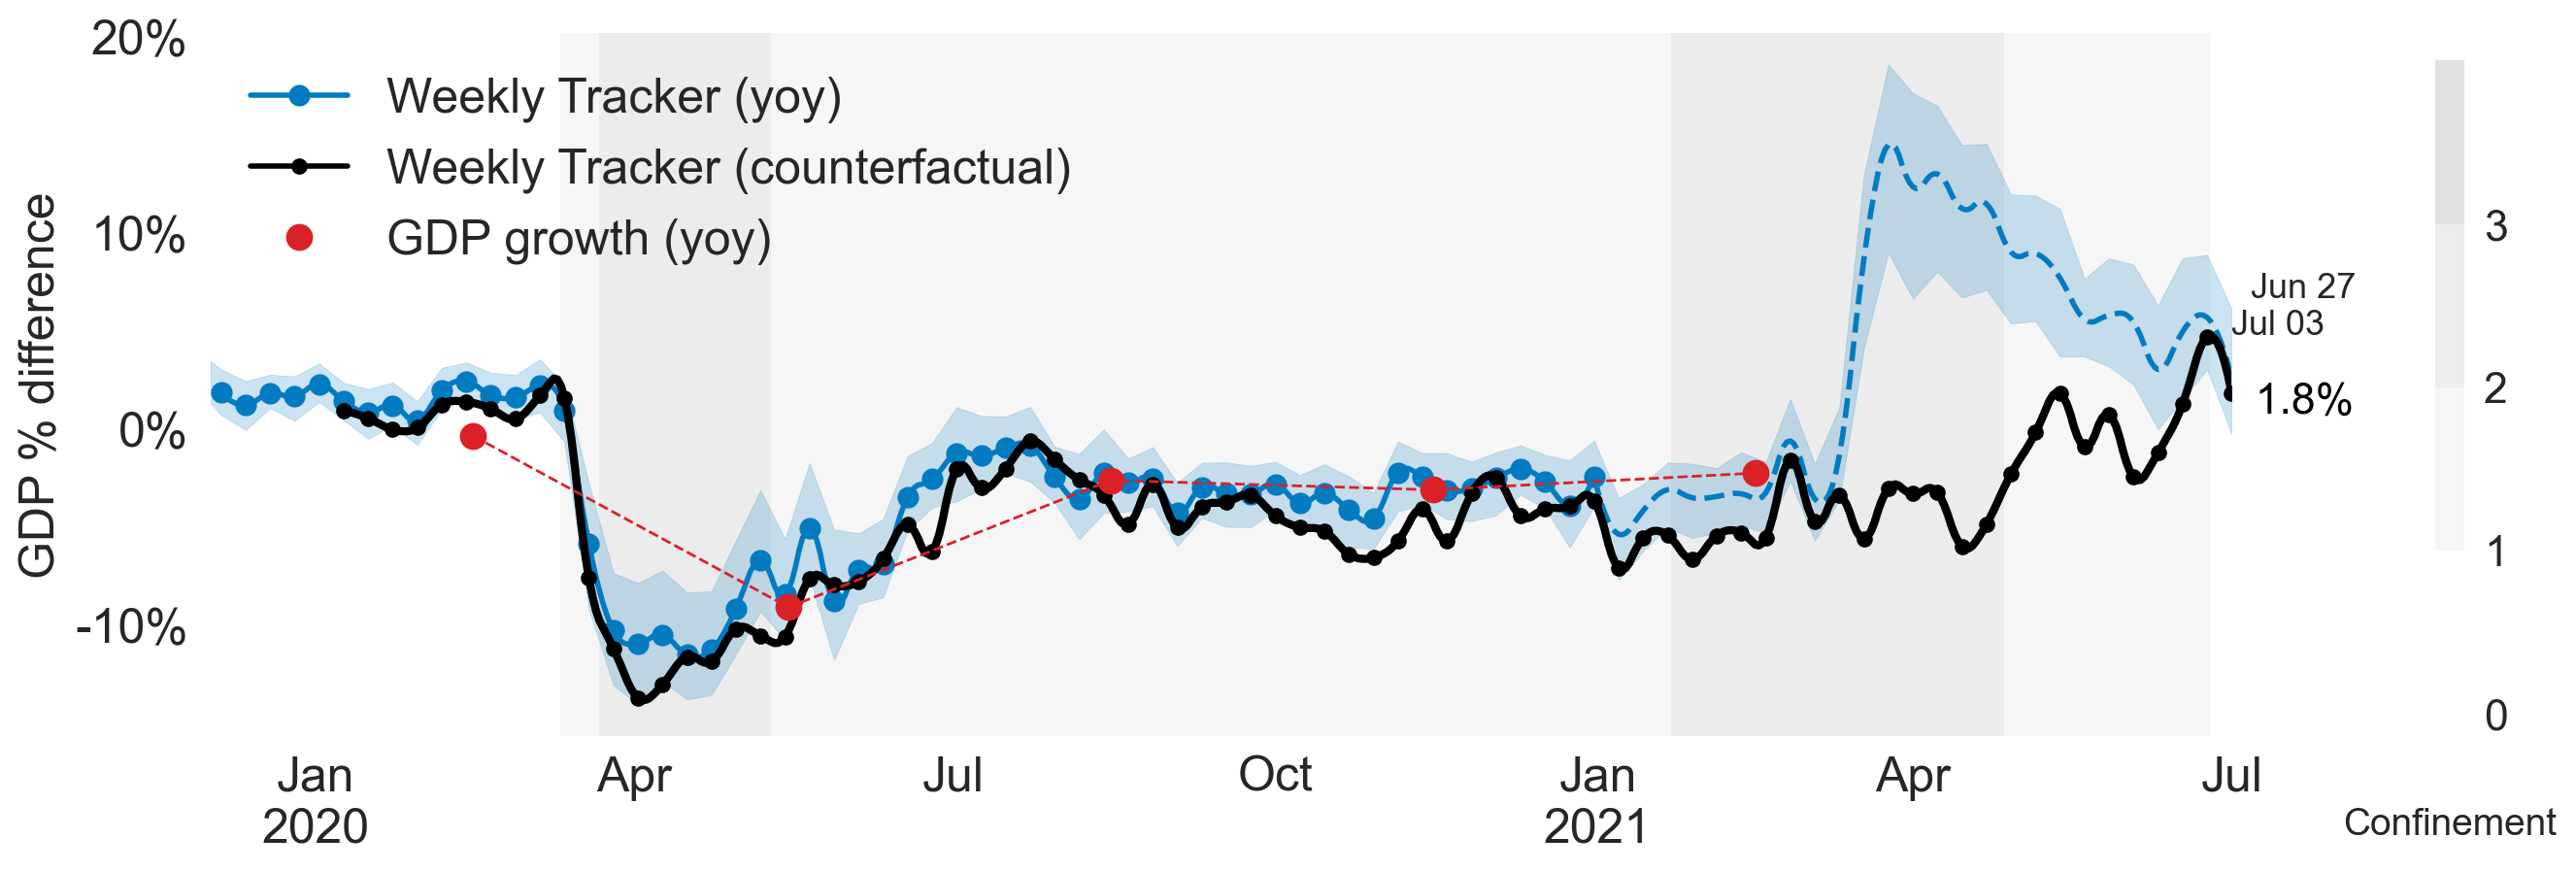 20%
10%
0%
-10%
GDP % difference
Weekly Tracker (yoy)
Weekly Tracker (counterfactual)
GDP growth (yoy)
Jun 27
Jul 03
1.8%
3
2
1
0
Confinement
Jan
2020
Apr
Jul
Oct
Jan
2021
Apr
Jul